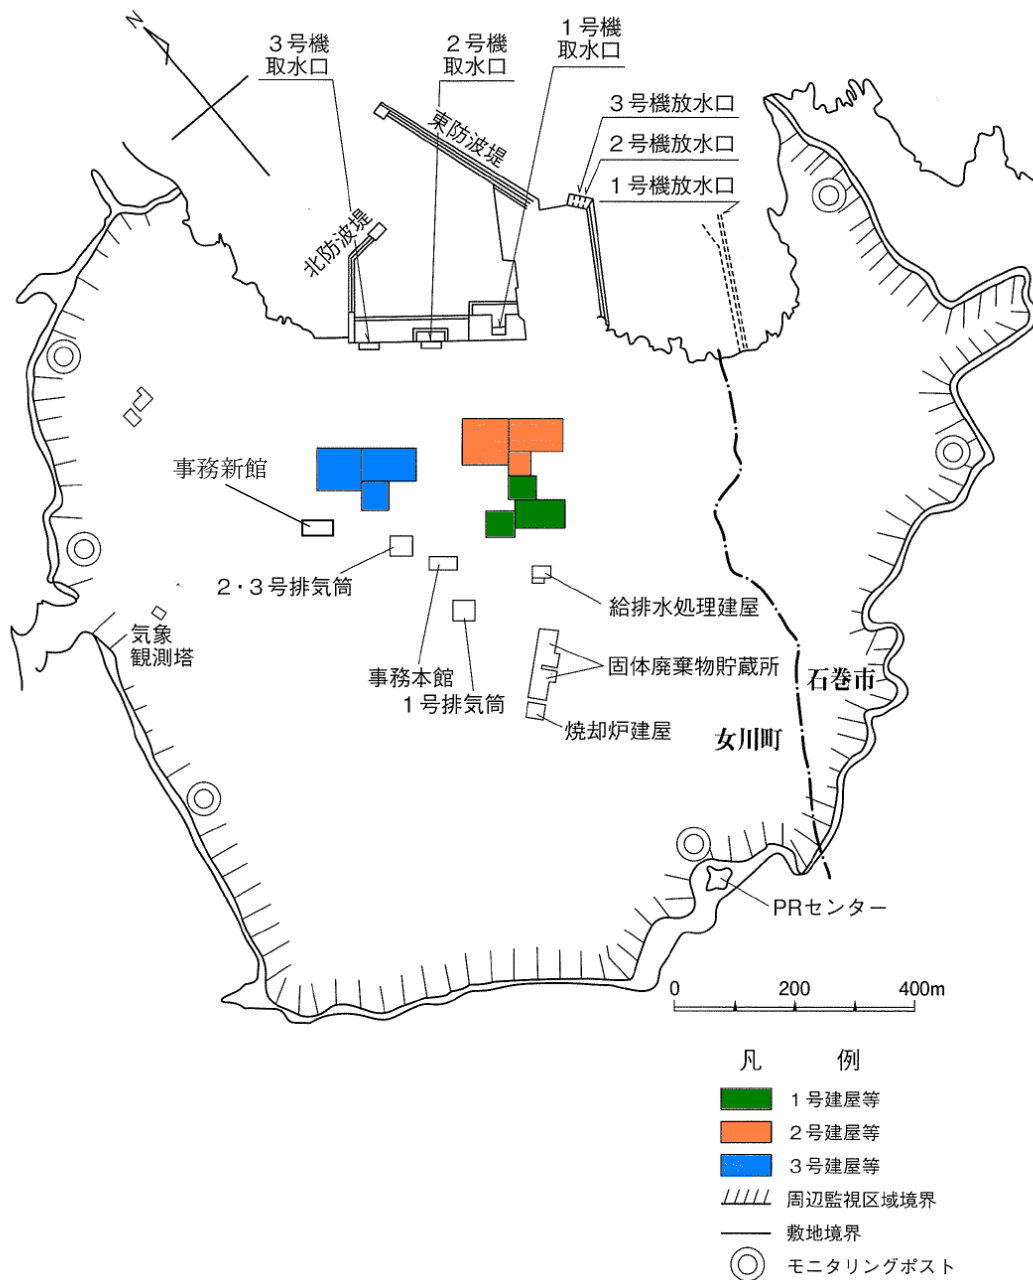 N
3号機
取水口
2号機
取水口
1号機
取水口
東防波堤
北防波堤
3号機放水口
2号機放水口
1号機放水口
事務新館
2・3号排気筒
気象
観測塔
事務本館
1号排気筒
給排水処理建屋
固体廃棄物貯蔵所
焼却炉建屋
石巻市
女川町
PRセンター
0 200 400m
凡 例
1号建屋等
2号建屋等
3号建屋等
周辺監視区域境界
敷地境界
モニタリングポスト